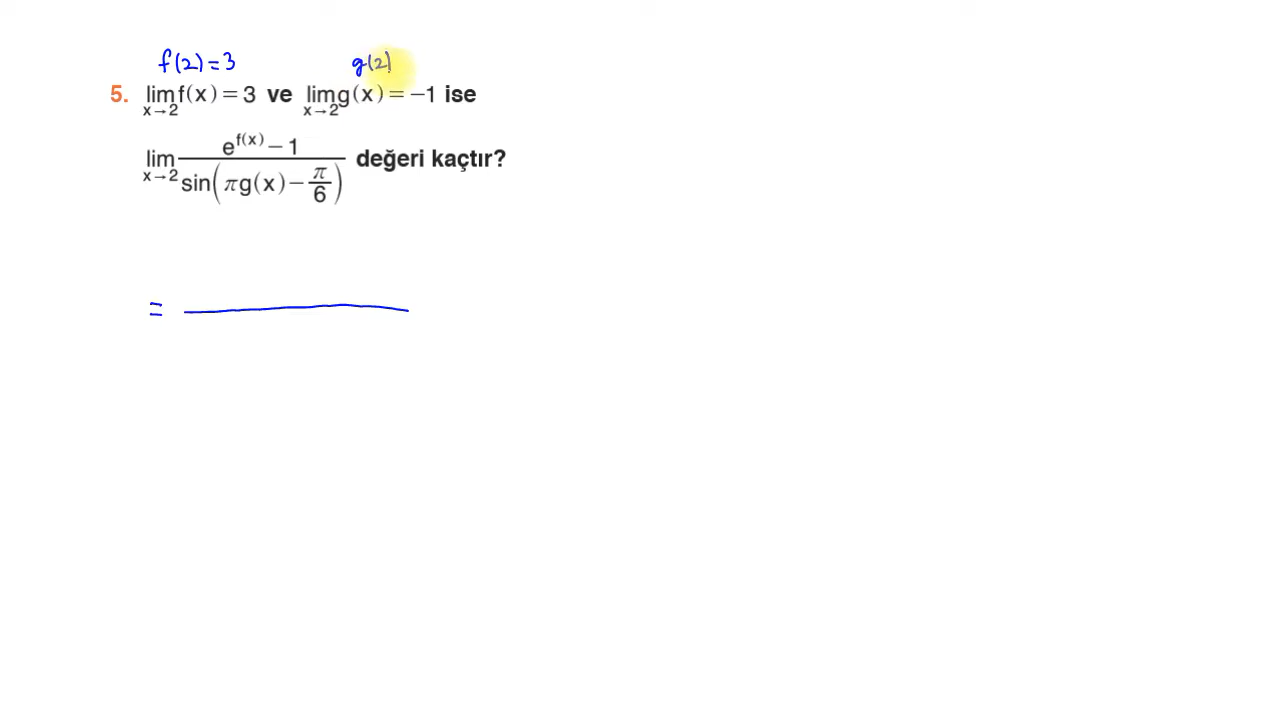 f(2)=3 g(2)
5. lim x→2 f(x) = 3 ve lim x→2 g(x) = −1 ise
lim x→2 (e^f(x) − 1) / sin(πg(x) − π/6) değeri kaçtır?
=